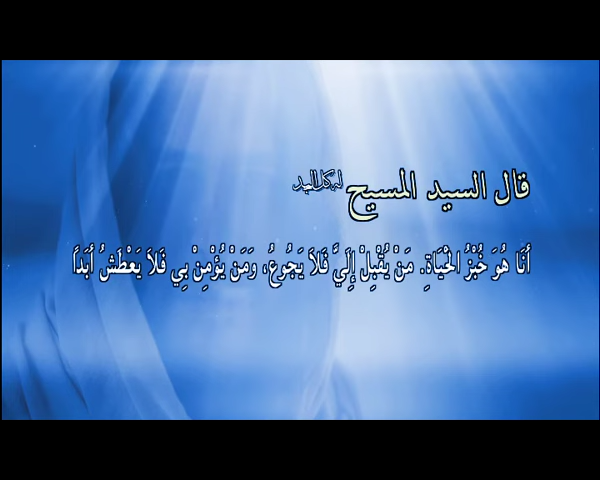 قال السيد المسيح له كل المجد
أَنَا هُوَ خُبْزُ الْحَيَاةِ. مَنْ يُقْبِلْ إِلَيَّ فَلاَ يَجُوعُ، وَمَنْ يُؤْمِنْ بِي فَلاَ يَعْطَشُ أَبَداً